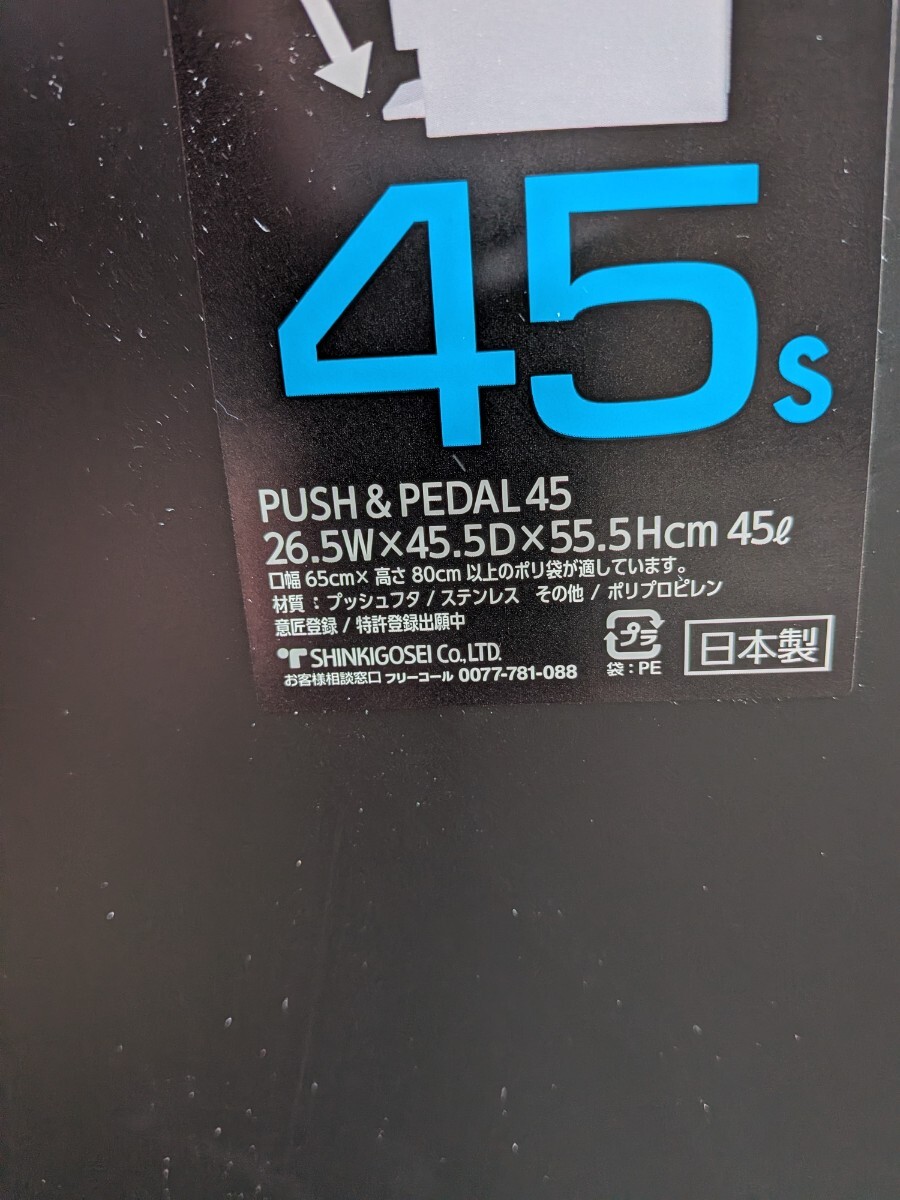 45s
PUSH & PEDAL 45
26.5W×45.5D×55.5Hcm 45ℓ
口幅 65cm× 高さ 80cm 以上のポリ袋が適しています。
材質 : プッシュフタ / ステンレス その他 / ポリプロピレン
意匠登録 / 特許登録出願中
SHINKIGOSEI Co.,LTD.
お客様相談窓口 フリーコール 0077-781-088
プラ
袋 : PE
日本製